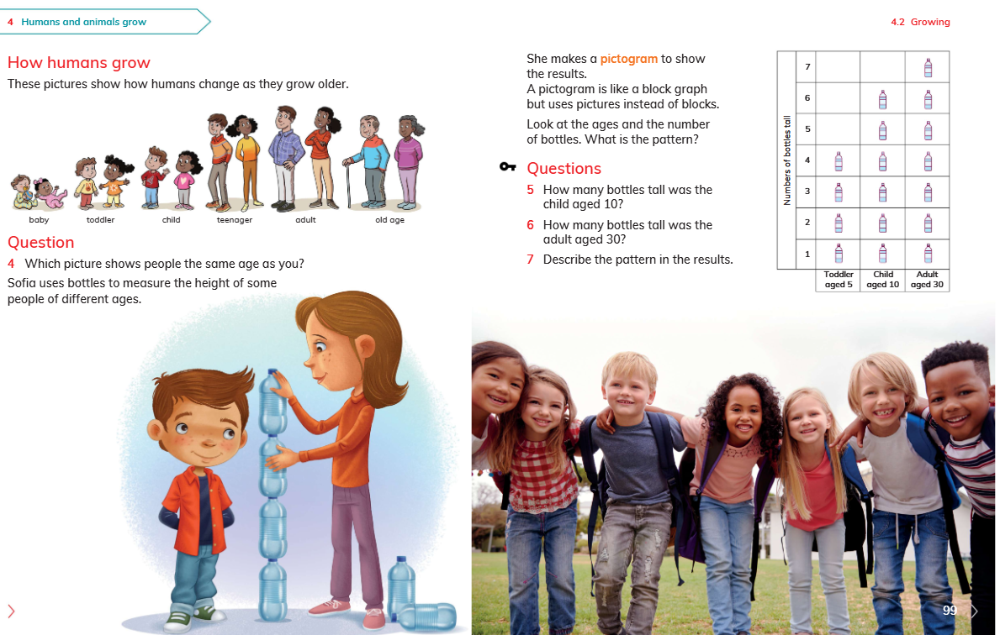 4 Humans and animals grow
How humans grow
These pictures show how humans change as they grow older.
baby
toddler
child
teenager
adult
old age
Question
4 Which picture shows people the same age as you?
Sofia uses bottles to measure the height of some
people of different ages.
4.2 Growing
She makes a pictogram to show
the results.
A pictogram is like a block graph
but uses pictures instead of blocks.
Look at the ages and the number
of bottles. What is the pattern?
Questions
5 How many bottles tall was the
child aged 10?
6 How many bottles tall was the
adult aged 30?
7 Describe the pattern in the results.
Numbers of bottles tall
7
6
5
4
3
2
1
Toddler
aged 5
Child
aged 10
Adult
aged 30
99